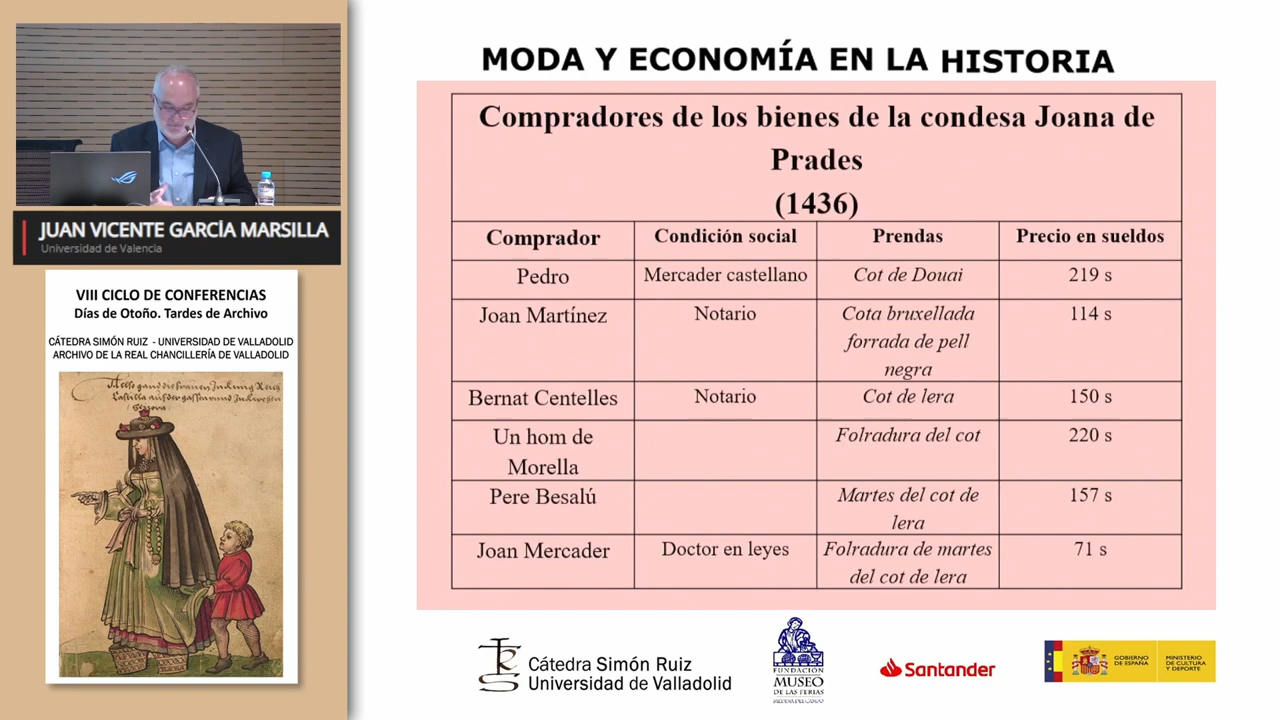 MODA Y ECONOMÍA EN LA HISTORIA
Compradores de los bienes de la condesa Joana de
Prades
(1436)
Comprador Condición social Prendas Precio en sueldos
Pedro Mercader castellano Cot de Douai 219 s
Joan Martínez Notario Cota bruxellada 114 s
forrada de pell
negra
Bernat Centelles Notario Cot de lera 150 s
Un hom de Folradura del cot 220 s
Morella
Pere Besalú Martes del cot de 157 s
lera
Joan Mercader Doctor en leyes Folradura de martes 71 s
del cot de lera
JUAN VICENTE GARCÍA MARSILLA
Universidad de Valencia
VIII CICLO DE CONFERENCIAS
Días de Otoño. Tardes de Archivo
CÁTEDRA SIMÓN RUIZ - UNIVERSIDAD DE VALLADOLID
ARCHIVO DE LA REAL CHANCILLERÍA DE VALLADOLID
Cátedra Simón Ruiz
Universidad de Valladolid
FUNDACIÓN
MUSEO
DE LAS FERIAS
MEDINA DEL CAMPO
Santander
GOBIERNO
DE ESPAÑA
MINISTERIO
DE CULTURA
Y DEPORTE